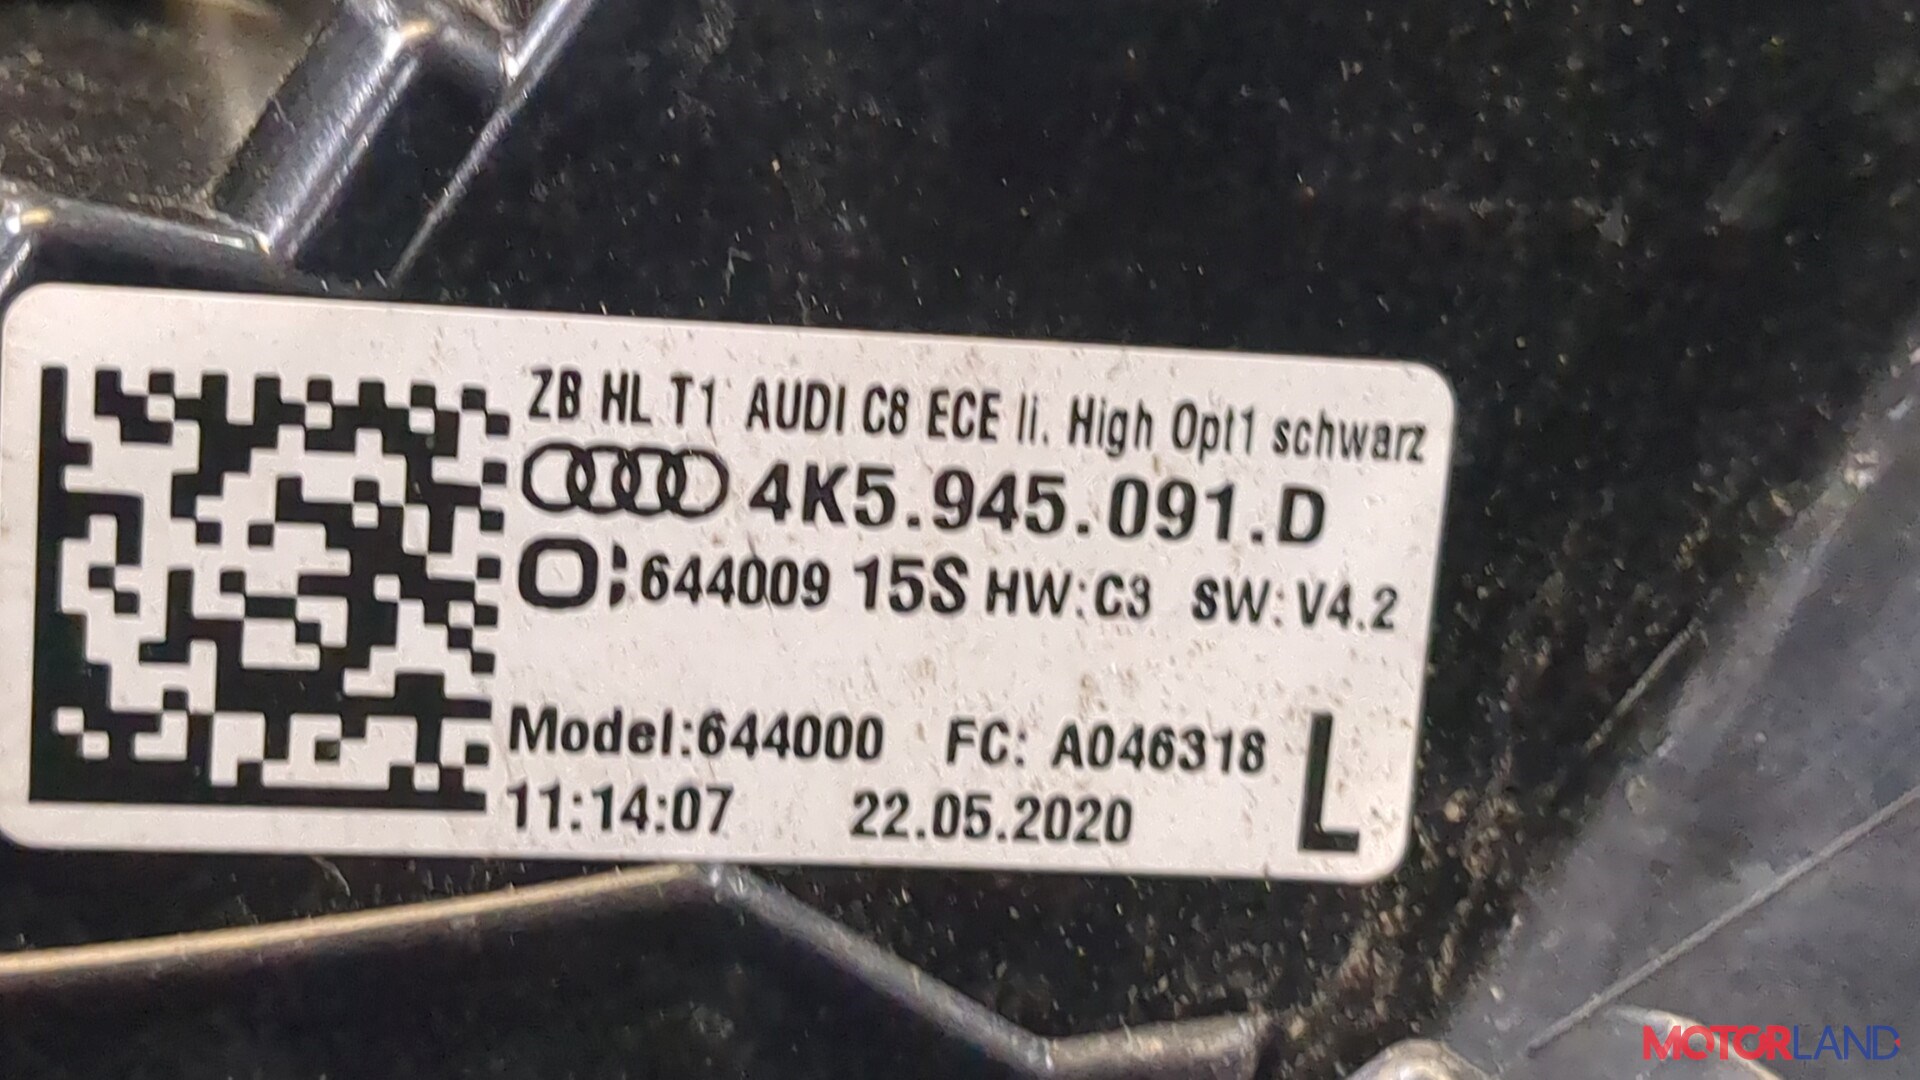 ZB HL T1 AUDI C8 ECE li. High Opt1 schwarz
4K5.945.091.D
O:644009 15S HW:C3 SW:V4.2
Model:644000 FC: A046318
11:14:07 22.05.2020
L
MOTORLAND